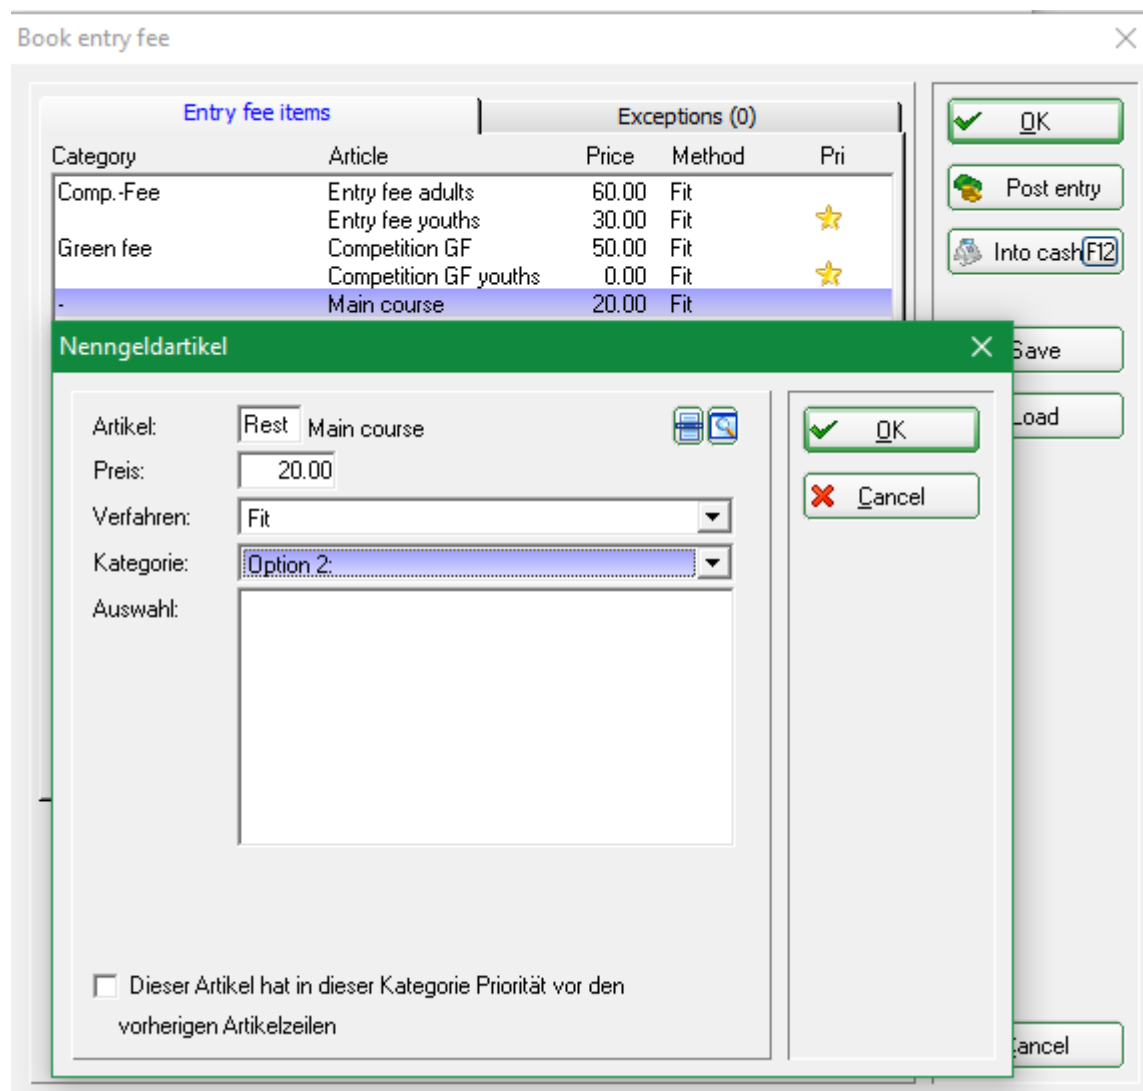 Book entry fee
Entry fee items Exceptions (0)
Category Article Price Method Pri
Comp.-Fee Entry fee adults 60.00 Fit
Entry fee youths 30.00 Fit
Green fee Competition GF 50.00 Fit
Competition GF youths 0.00 Fit
- Main course 20.00 Fit
OK
Post entry
Into cash F12
Save
Load
Nenngeldartikel
Artikel: Rest Main course
Preis: 20.00
Verfahren: Fit
Kategorie: Option 2:
Auswahl:
Dieser Artikel hat in dieser Kategorie Priorität vor den
vorherigen Artikelzeilen
OK
Cancel
Cancel